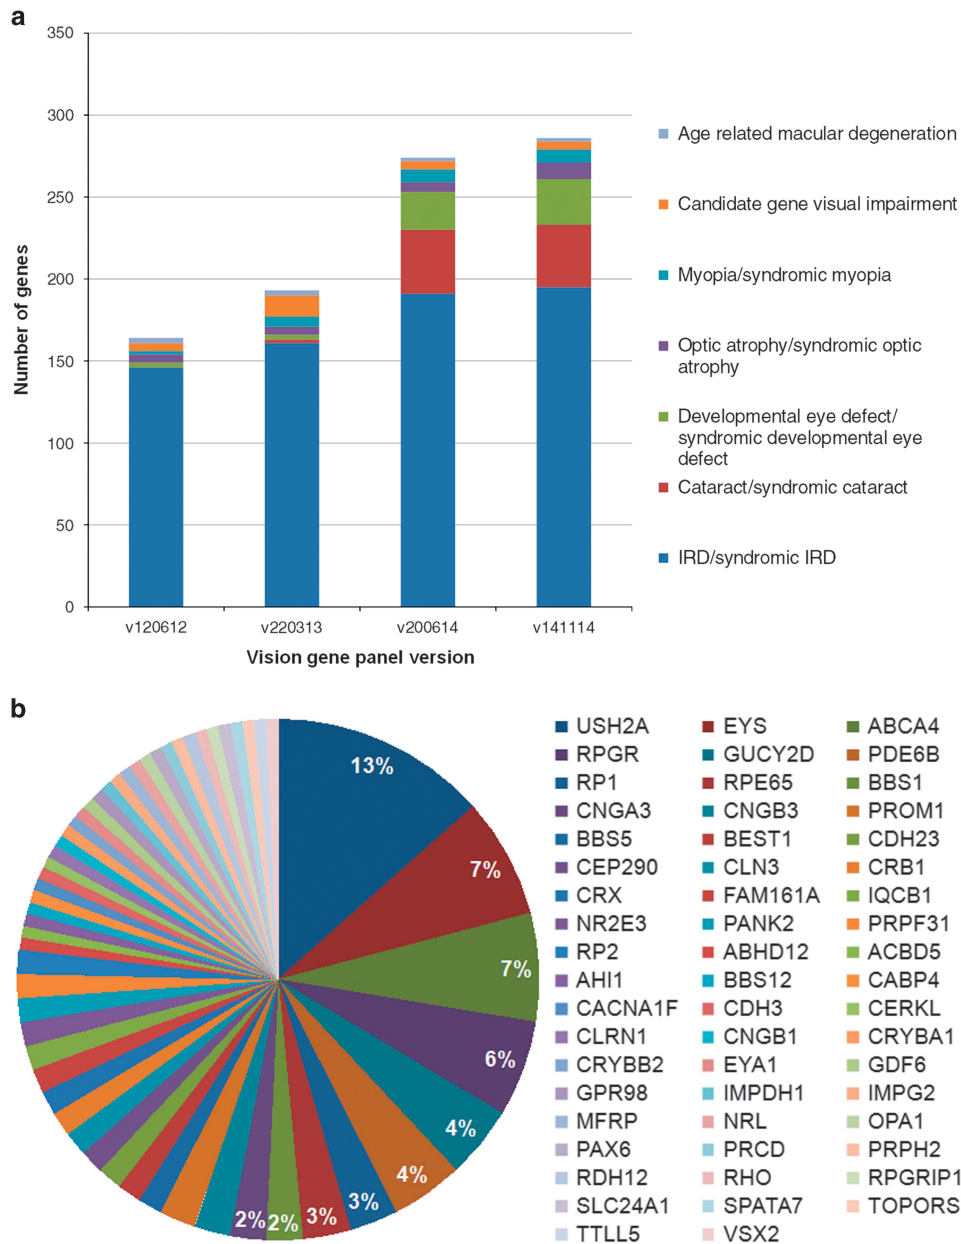 a
350
300
250
200
150
100
50
0
Number of genes
v120612 v220313 v200614 v141114
Vision gene panel version
Age related macular degeneration
Candidate gene visual impairment
Myopia/syndromic myopia
Optic atrophy/syndromic optic
atrophy
Developmental eye defect/
syndromic developmental eye
defect
Cataract/syndromic cataract
IRD/syndromic IRD
b
13%
7%
7%
6%
4%
4%
3%
3%
2%
2%
USH2A EYS ABCA4
RPGR GUCY2D PDE6B
RP1 RPE65 BBS1
CNGA3 CNGB3 PROM1
BBS5 BEST1 CDH23
CEP290 CLN3 CRB1
CRX FAM161A IQCB1
NR2E3 PANK2 PRPF31
RP2 ABHD12 ACBD5
AHI1 BBS12 CABP4
CACNA1F CDH3 CERKL
CLRN1 CNGB1 CRYBA1
CRYBB2 EYA1 GDF6
GPR98 IMPDH1 IMPG2
MFRP NRL OPA1
PAX6 PRCD PRPH2
RDH12 RHO RPGRIP1
SLC24A1 SPATA7 TOPORS
TTLL5 VSX2